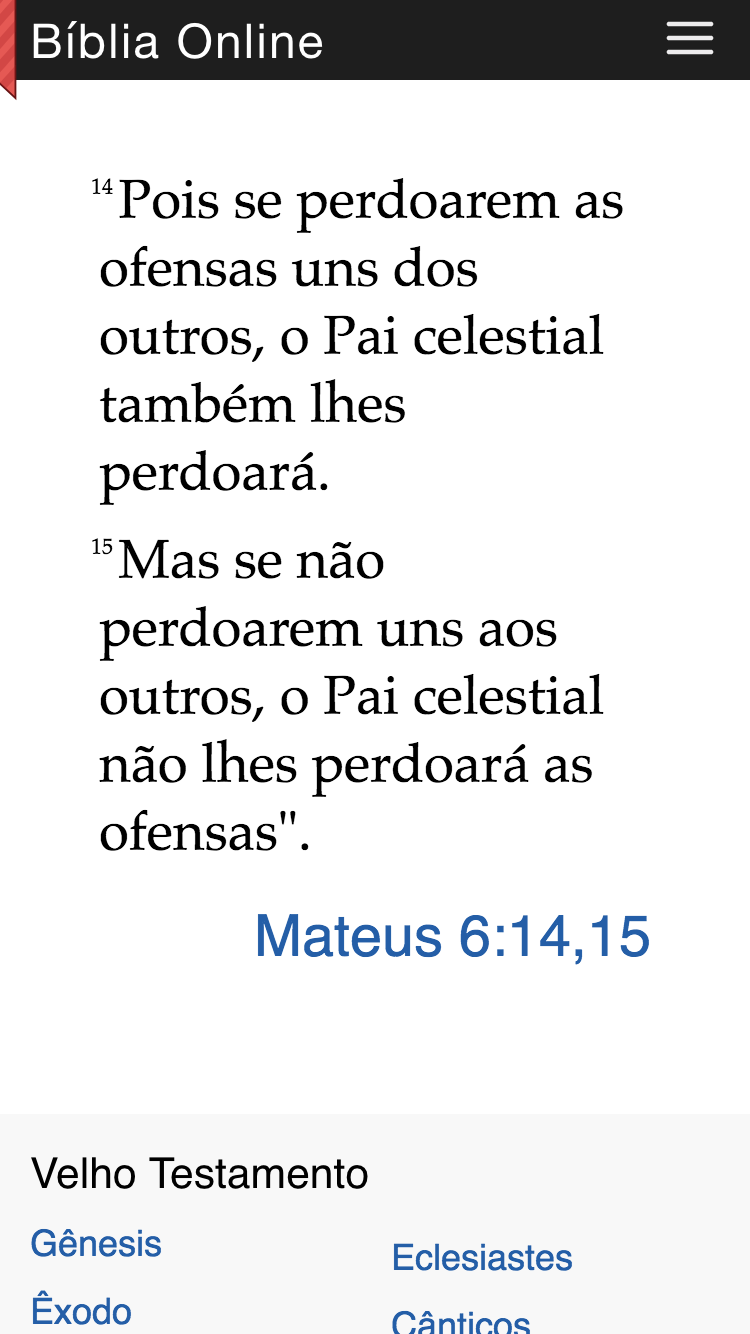 Bíblia Online
14 Pois se perdoarem as
ofensas uns dos
outros, o Pai celestial
também lhes
perdoará.
15 Mas se não
perdoarem uns aos
outros, o Pai celestial
não lhes perdoará as
ofensas".
Mateus 6:14,15
Velho Testamento
Gênesis
Êxodo
Eclesiastes
Cânticos